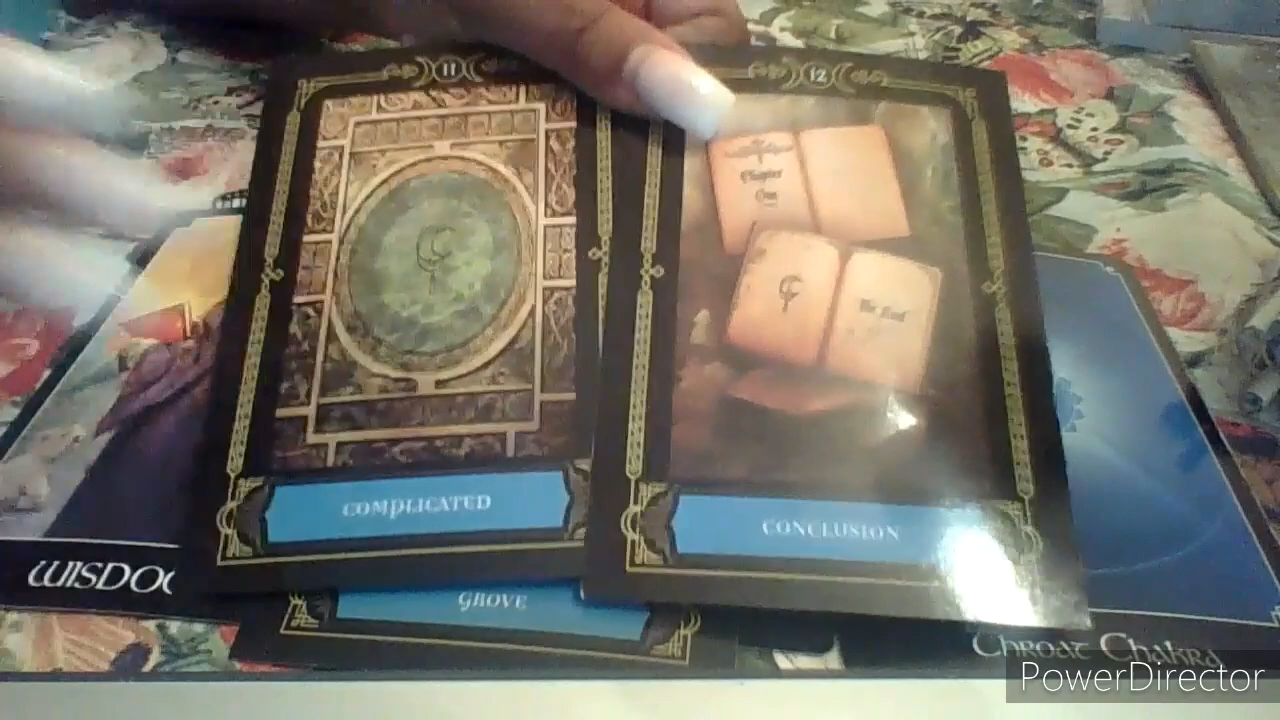 11
12
Chapter
One
The End
COMPLICATED
CONCLUSION
WISDO
GROVE
Throat Chakra
PowerDirector